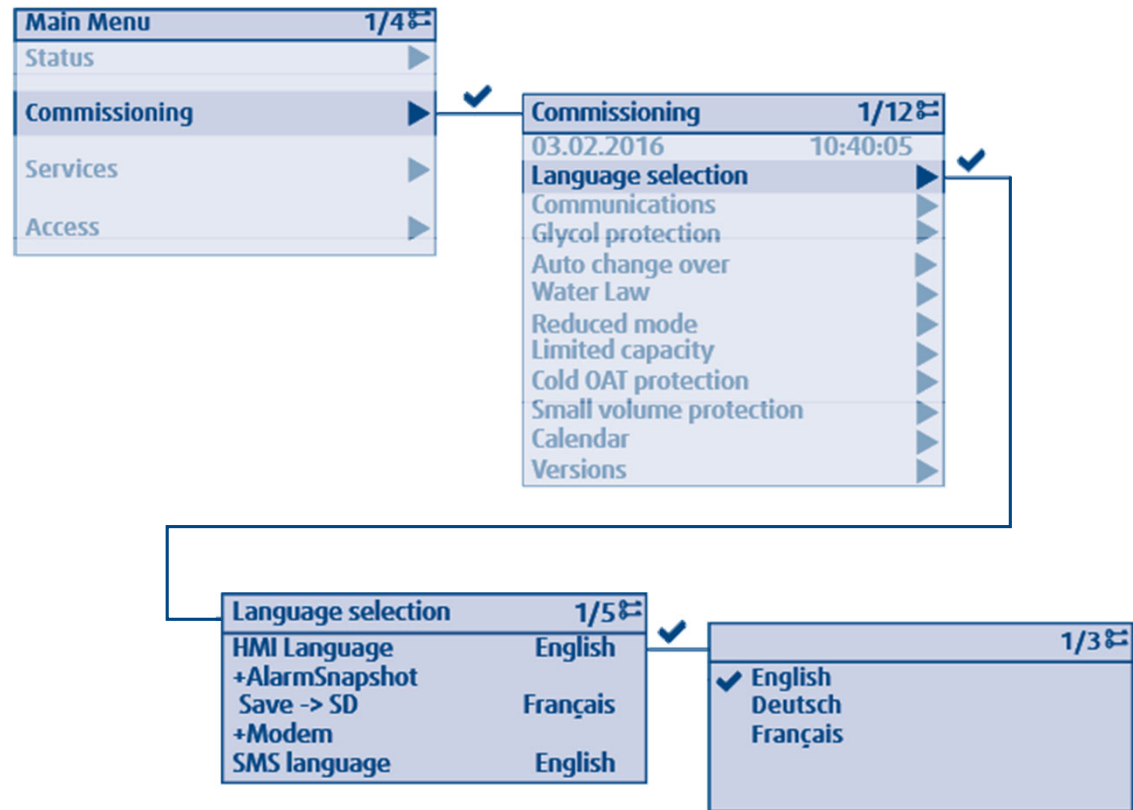 Main Menu 1/4
Status
Commissioning
Services
Access
Commissioning 1/12
03.02.2016 10:40:05
Language selection
Communications
Glycol protection
Auto change over
Water Law
Reduced mode
Limited capacity
Cold OAT protection
Small volume protection
Calendar
Versions
Language selection 1/5
HMI Language English
+AlarmSnapshot
Save -> SD Français
+Modem
SMS language English
1/3
English
Deutsch
Français